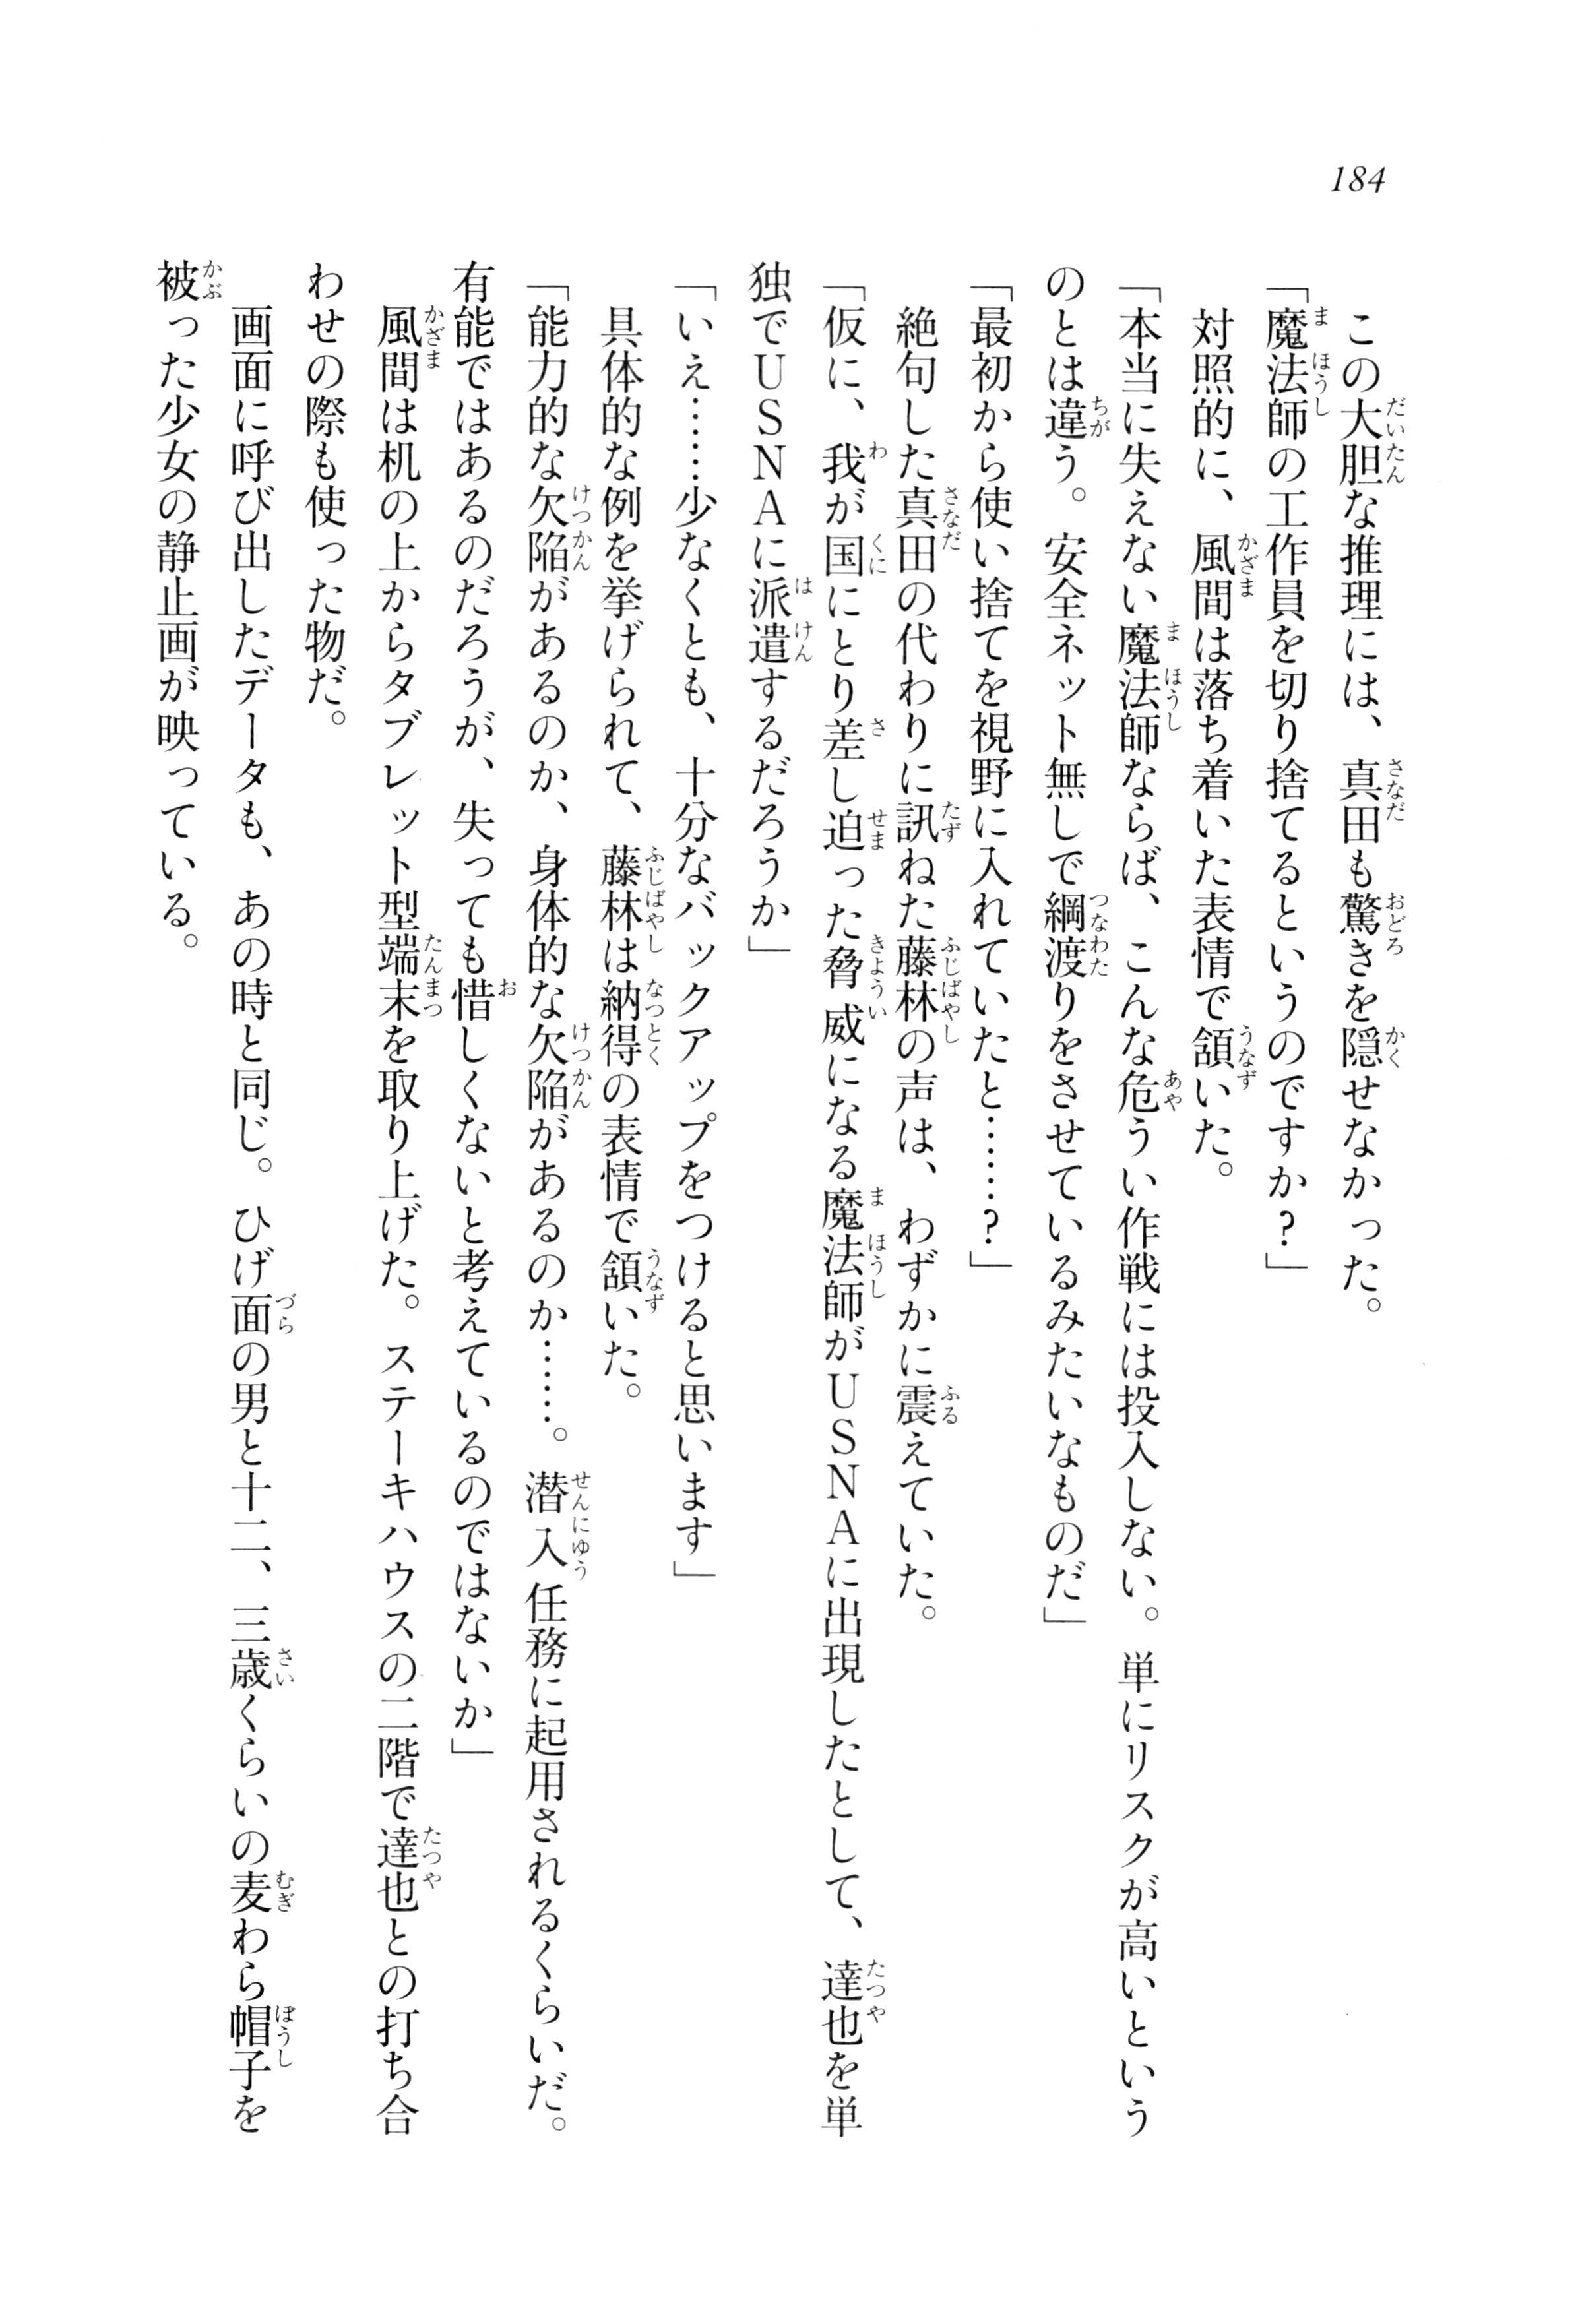 184
この大胆な推理には、真田も驚きを隠せなかった。
「魔法師の工作員を切り捨てるというのですか?」
対照的に、風間は落ち着いた表情で頷いた。
「本当に失えない魔法師ならば、こんな危うい作戦には投入しない。単にリスクが高いという
のとは違う。安全ネット無しで綱渡りをさせているみたいなものだ」
「最初から使い捨てを視野に入れていたと……?」
絶句した真田の代わりに訊ねた藤林の声は、わずかに震えていた。
「仮に、我が国にとり差し迫った脅威になる魔法師がUSNAに出現したとして、達也を単
独でUSNAに派遣するだろうか」
「いえ……少なくとも、十分なバックアップをつけると思います」
具体的な例を挙げられて、藤林は納得の表情で頷いた。
「能力的な欠陥があるのか、身体的な欠陥があるのか……。潜入任務に起用されるくらいだ。
有能ではあるのだろうが、失っても惜しくないと考えているのではないか」
風間は机の上からタブレット型端末を取り上げた。ステーキハウスの二階で達也との打ち合
わせの際も使った物だ。
画面に呼び出したデータも、あの時と同じ。ひげ面の男と十二、三歳くらいの麦わら帽子を
被った少女の静止画が映っている。